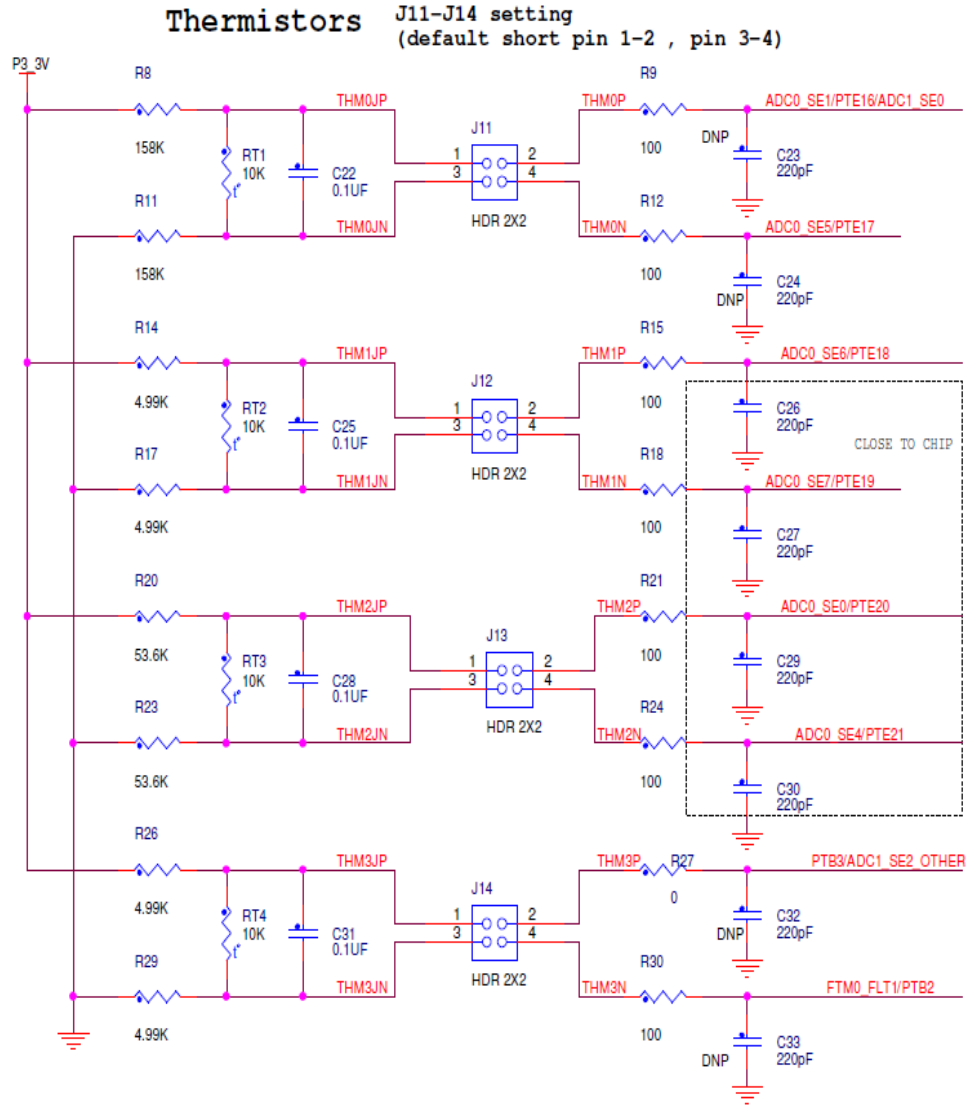 Thermistors
J11-J14 setting
(default short pin 1-2 , pin 3-4)
P3_3V
R8
158K
RT1
10K
t°
C22
0.1UF
THM0JP
R11
158K
THM0JN
J11
1
2
3
4
HDR 2X2
THM0P
R9
100
ADC0_SE1/PTE16/ADC1_SE0
DNP
C23
220pF
THM0N
R12
100
ADC0_SE5/PTE17
DNP
C24
220pF
R14
4.99K
RT2
10K
t°
C25
0.1UF
THM1JP
R17
4.99K
THM1JN
J12
1
2
3
4
HDR 2X2
THM1P
R15
100
ADC0_SE6/PTE18
C26
220pF
CLOSE TO CHIP
THM1N
R18
100
ADC0_SE7/PTE19
C27
220pF
R20
53.6K
RT3
10K
t°
C28
0.1UF
THM2JP
R23
53.6K
THM2JN
J13
1
2
3
4
HDR 2X2
THM2P
R21
100
ADC0_SE0/PTE20
C29
220pF
THM2N
R24
100
ADC0_SE4/PTE21
C30
220pF
R26
4.99K
RT4
10K
t°
C31
0.1UF
THM3JP
R29
4.99K
THM3JN
J14
1
2
3
4
HDR 2X2
THM3P
R27
0
PTB3/ADC1_SE2_OTHER
DNP
C32
220pF
THM3N
R30
100
FTM0_FLT1/PTB2
DNP
C33
220pF